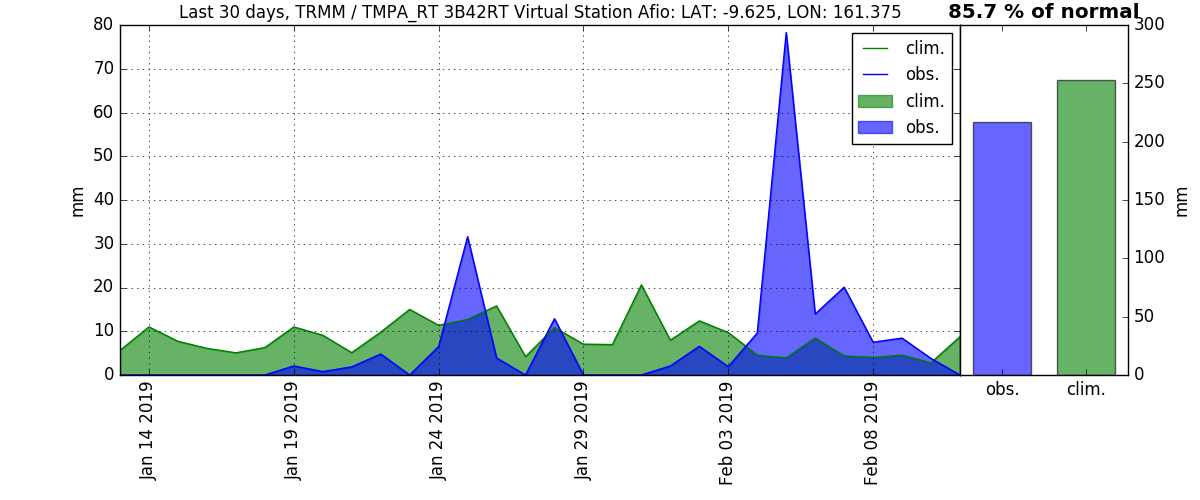 Last 30 days, TRMM / TMPA_RT 3B42RT Virtual Station Afio: LAT: -9.625, LON: 161.375
85.7 % of normal
80
70
60
50
40
30
20
10
0
mm
clim.
obs.
clim.
obs.
Jan 14 2019
Jan 19 2019
Jan 24 2019
Jan 29 2019
Feb 03 2019
Feb 08 2019
300
250
200
150
100
50
0
mm
obs.
clim.